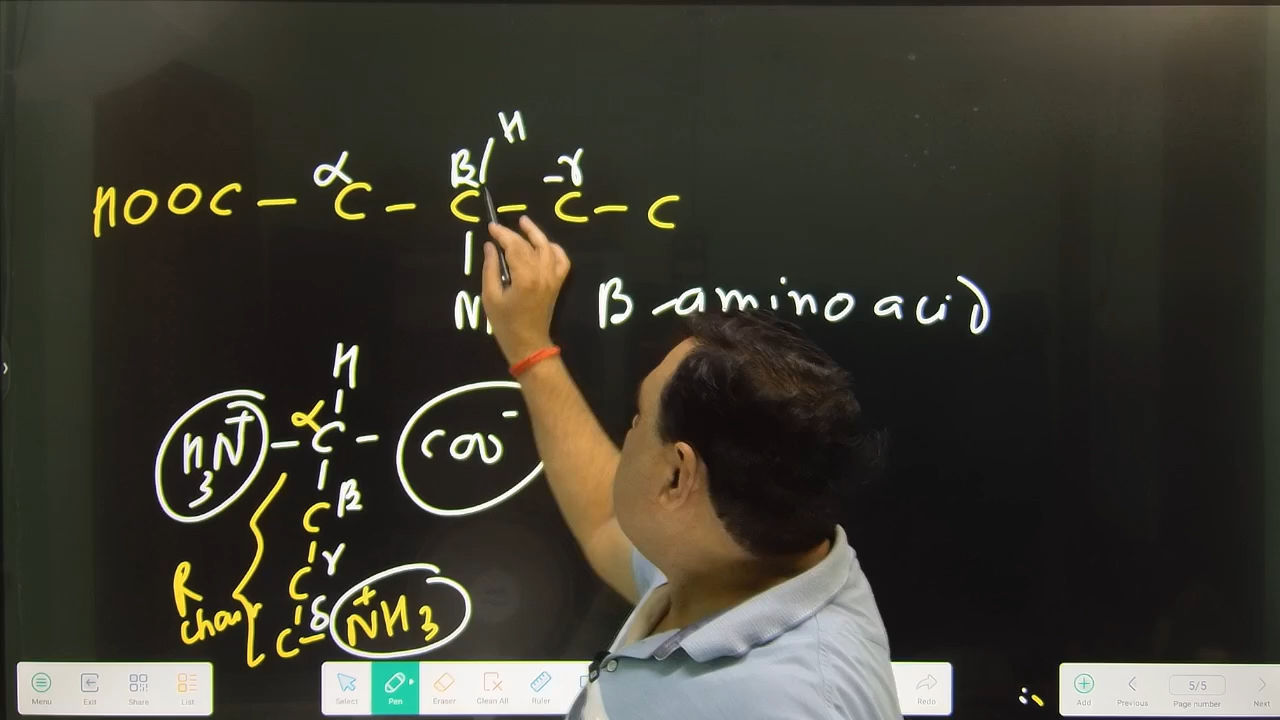 H
α β γ
HOOC – C – C – C – C
N
B-amino acid
H
α
H3N+ – C – COO-
C β
C γ
R
chain
C – δ +NH3
Menu Exit Share List
Select Pen Eraser Clean All Ruler
Redo
Add Previous 5/5 Page number Next